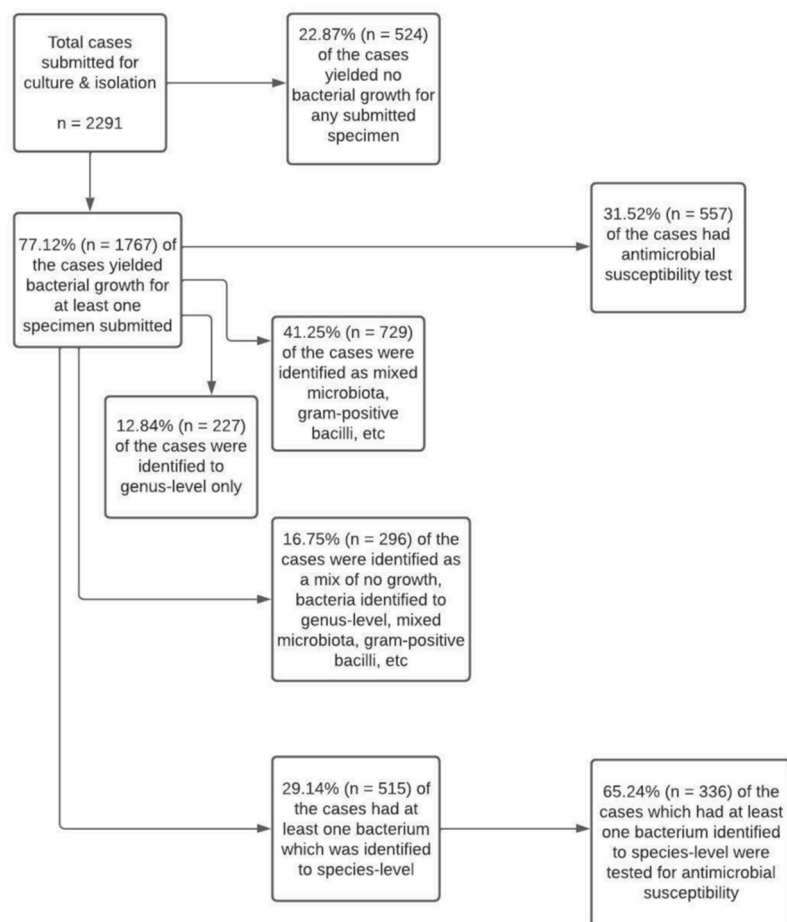 Total cases
submitted for
culture & isolation
n = 2291
22.87% (n = 524)
of the cases
yielded no
bacterial growth for
any submitted
specimen
77.12% (n = 1767) of
the cases yielded
bacterial growth for
at least one
specimen submitted
31.52% (n = 557)
of the cases had
antimicrobial
susceptibility test
41.25% (n = 729)
of the cases were
identified as mixed
microbiota,
gram-positive
bacilli, etc
12.84% (n = 227)
of the cases were
identified to
genus-level only
16.75% (n = 296) of the
cases were identified as
a mix of no growth,
bacteria identified to
genus-level, mixed
microbiota, gram-positive
bacilli, etc
29.14% (n = 515) of
the cases had at
least one bacterium
which was identified
to species-level
65.24% (n = 336) of the
cases which had at least
one bacterium identified
to species-level were
tested for antimicrobial
susceptibility